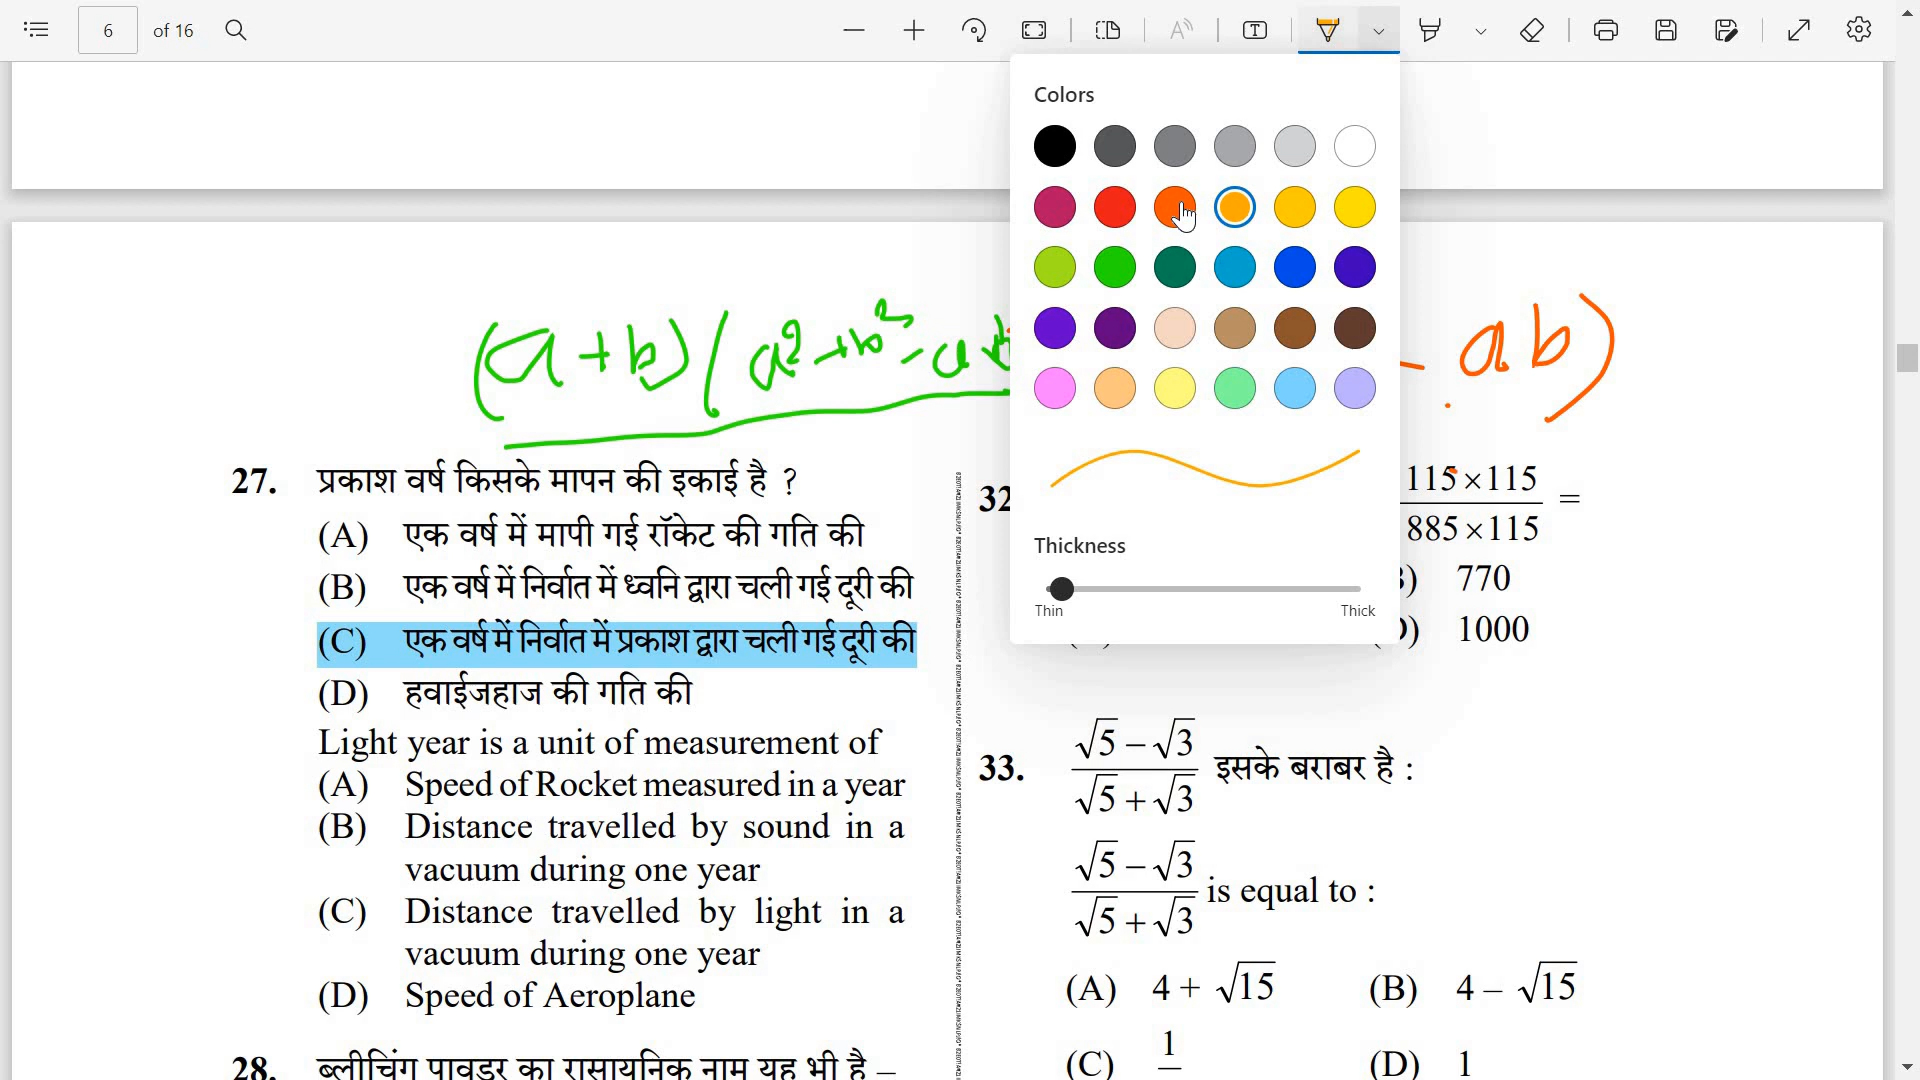 6 of 16
Colors
Thickness
Thin Thick
(a+b)(a²+b²-a
- ab)
27. प्रकाश वर्ष किसके मापन की इकाई है ?
(A) एक वर्ष में मापी गई रॉकेट की गति की
(B) एक वर्ष में निर्वात में ध्वनि द्वारा चली गई दूरी की
(C) एक वर्ष में निर्वात में प्रकाश द्वारा चली गई दूरी की
(D) हवाईजहाज की गति की
Light year is a unit of measurement of
(A) Speed of Rocket measured in a year
(B) Distance travelled by sound in a
vacuum during one year
(C) Distance travelled by light in a
vacuum during one year
(D) Speed of Aeroplane
28. ब्लीचिंग पावडर का रासायनिक नाम यह भी है –
32
115×115
885×115 =
) 770
) 1000
33. √5 – √3
√5 + √3 इसके बराबर है :
√5 – √3
√5 + √3 is equal to :
(A) 4 + √15 (B) 4 – √15
(C) 1 (D) 1